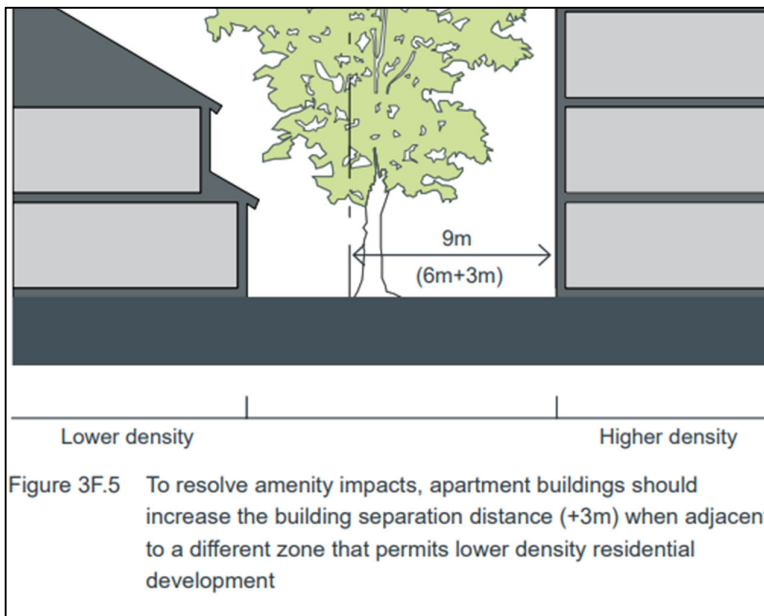 9m
(6m+3m)
Lower density
Higher density
Figure 3F.5 To resolve amenity impacts, apartment buildings should
increase the building separation distance (+3m) when adjacent
to a different zone that permits lower density residential
development